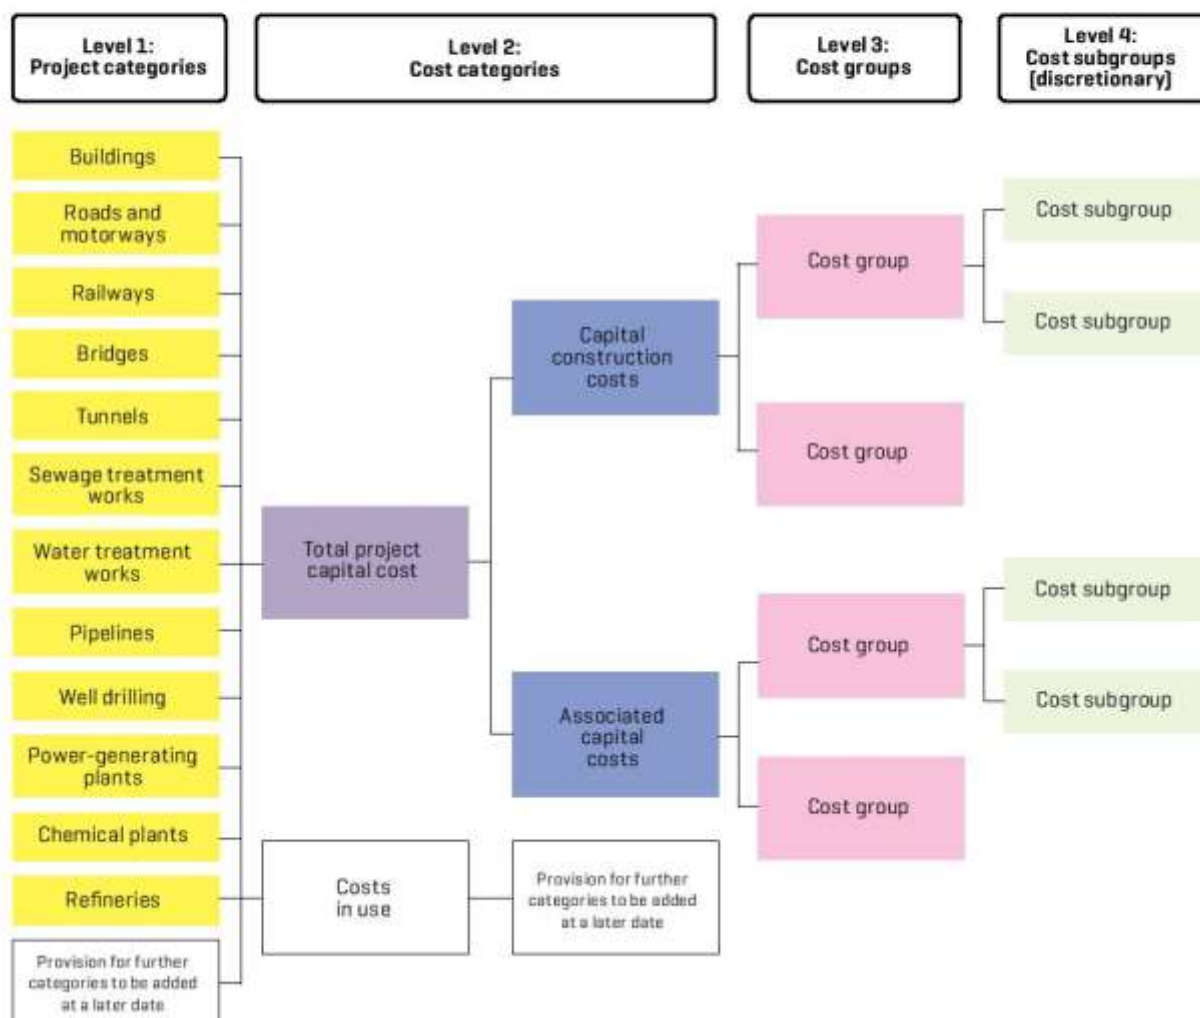 Level 1:
Project categories
Level 2:
Cost categories
Level 3:
Cost groups
Level 4:
Cost subgroups
(discretionary)
Buildings
Roads and
motorways
Railways
Bridges
Tunnels
Sewage treatment
works
Water treatment
works
Pipelines
Well drilling
Power-generating
plants
Chemical plants
Refineries
Provision for further
categories to be added
at a later date
Total project
capital cost
Costs
in use
Capital
construction
costs
Associated
capital
costs
Provision for further
categories to be added
at a later date
Cost group
Cost group
Cost group
Cost group
Cost subgroup
Cost subgroup
Cost subgroup
Cost subgroup